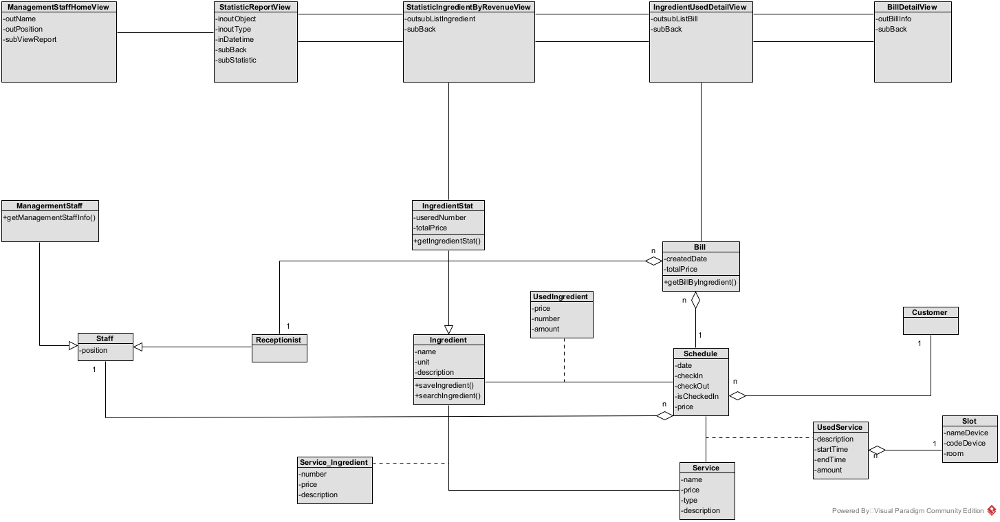 ManagementStaffHomeView
-outName
-outPosition
-subViewReport
StatisticReportView
-inoutObject
-inoutType
-inDatetime
-subBack
-subStatistic
StatisticIngredientByRevenueView
-outsubListIngredient
-subBack
IngredientUsedDetailView
-outsubListBill
-subBack
BillDetailView
-outBillInfo
-subBack
ManagermentStaff
+getManagementStaffInfo()
IngredientStat
-useredNumber
-totalPrice
+getIngredientStat()
Bill
-createdDate
-totalPrice
+getBillByIngredient()
n
n
1
1
UsedIngredient
-price
-number
-amount
Customer
1
Staff
-position
1
Receptionist
Ingredient
-name
-unit
-description
+saveIngredient()
+searchIngredient()
Schedule
-date
-checkIn
-checkOut
-isCheckedIn
-price
n
n
UsedService
-description
-startTime
-endTime
-amount
n
1
Slot
-nameDevice
-codeDevice
-room
Service_Ingredient
-number
-price
-description
Service
-name
-price
-type
-description
Powered By Visual Paradigm Community Edition